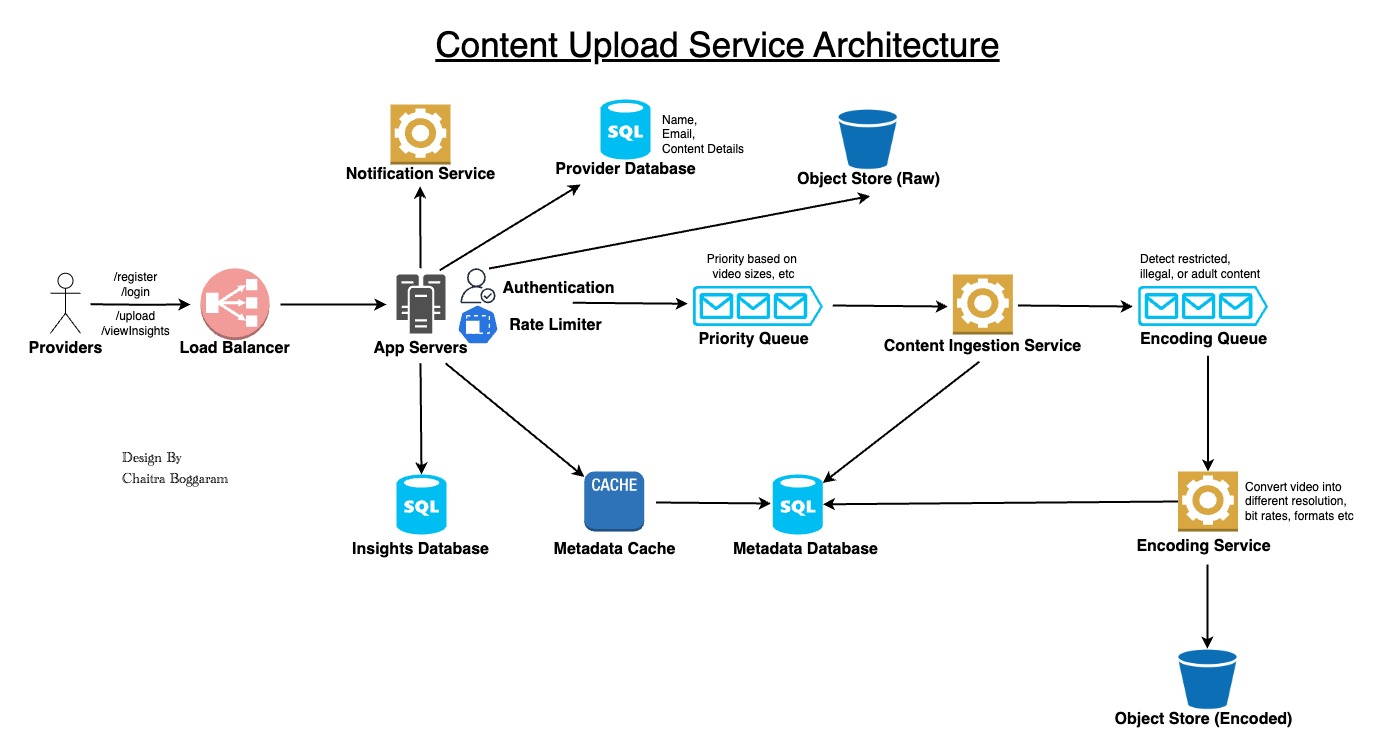 Content Upload Service Architecture
SQL
Name,
Email,
Content Details
Notification Service
Provider Database
Object Store (Raw)
/register
/login
/upload
/viewInsights
Providers
Load Balancer
App Servers
Authentication
Rate Limiter
Priority based on
video sizes, etc
Priority Queue
Content Ingestion Service
Detect restricted,
illegal, or adult content
Encoding Queue
Design By
Chaitra Boggaram
SQL
Insights Database
CACHE
Metadata Cache
SQL
Metadata Database
Convert video into
different resolution,
bit rates, formats etc
Encoding Service
Object Store (Encoded)